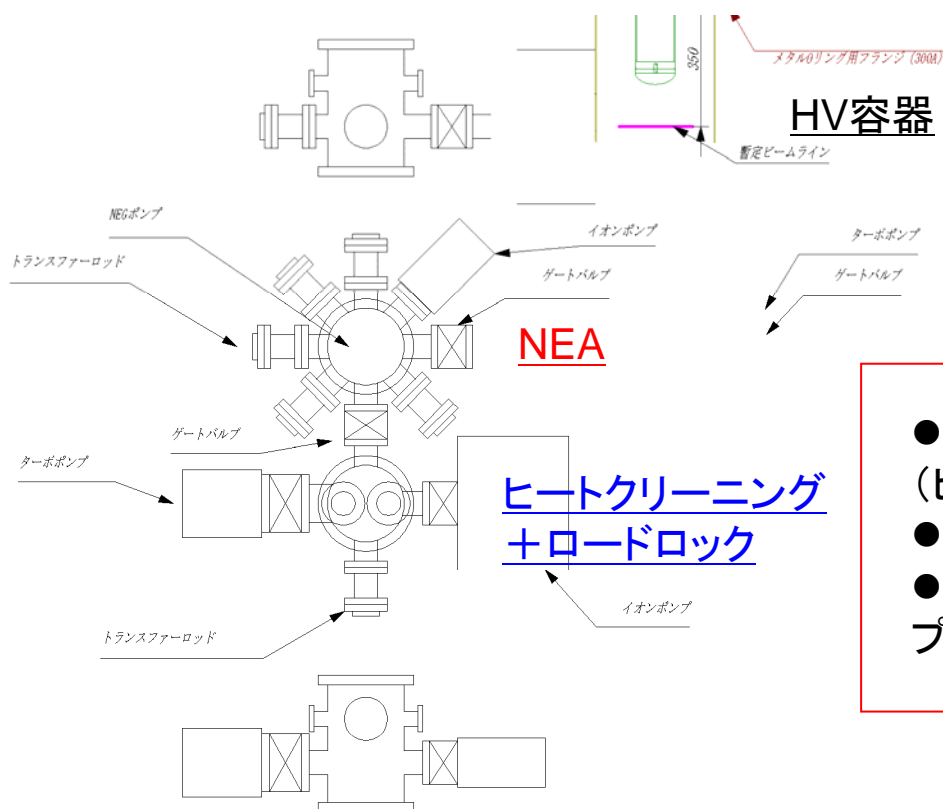 350
メタルOリング用フランジ (300A)
HV容器
暫定ビームライン
NEGポンプ
イオンポンプ
ターボポンプ
トランスファーロッド
ゲートバルブ
ゲートバルブ
NEA
ゲートバルブ
ターボポンプ
ヒートクリーニング
+ロードロック
●
(ヒ
●
●
プ
イオンポンプ
トランスファーロッド